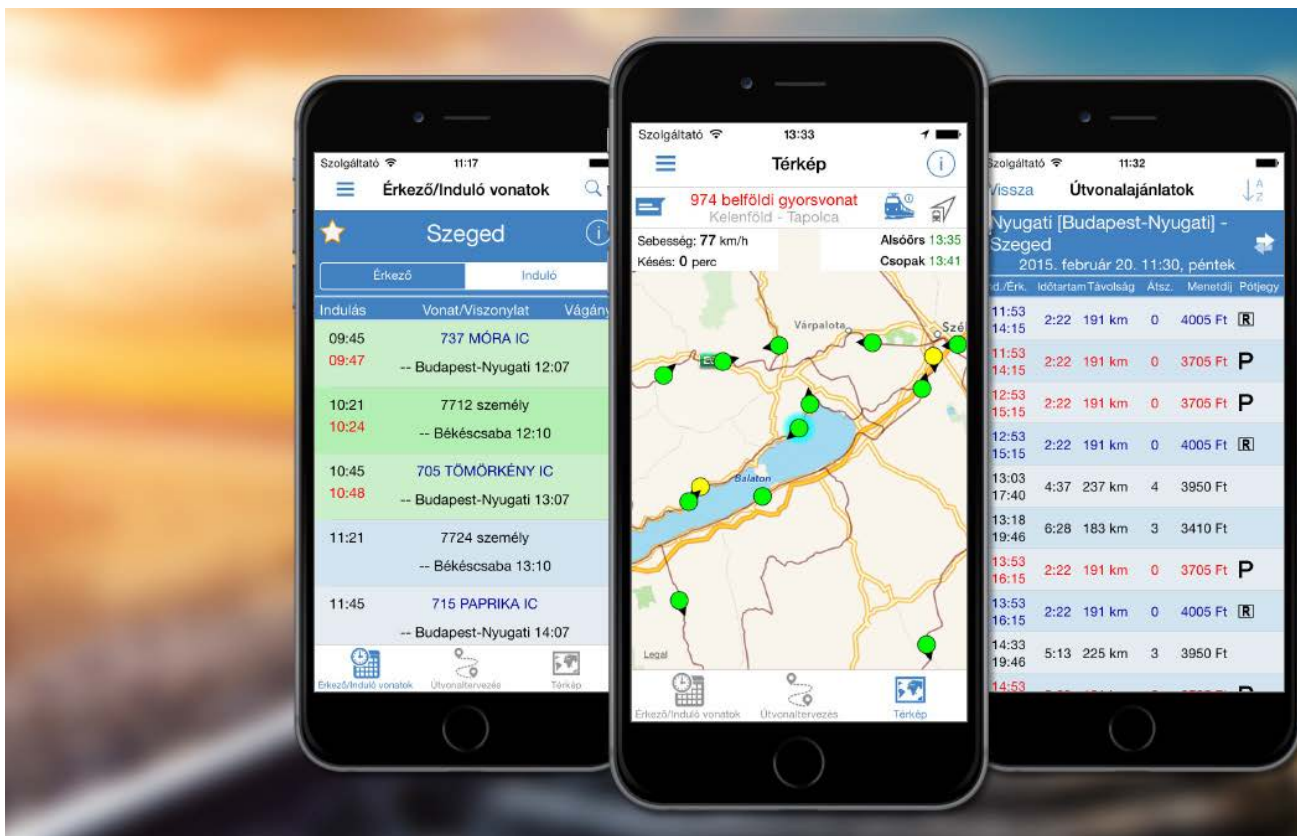 Szolgáltató 11:17
Érkező/Induló vonatok
Szeged
Érkező Induló
Indulás Vonat/Viszonylat Vágány
09:45 737 MÓRA IC
09:47 -- Budapest-Nyugati 12:07
10:21 7712 személy
10:24 -- Békéscsaba 12:10
10:45 705 TÖMÖRKÉNY IC
10:48 -- Budapest-Nyugati 13:07
11:21 7724 személy
-- Békéscsaba 13:10
11:45 715 PAPRIKA IC
-- Budapest-Nyugati 14:07
Érkező/Induló vonatok Útvonaltervezés Térkép
Szolgáltató 13:33
Térkép
974 belföldi gyorsvonat
Kelenföld - Tapolca
Sebesség: 77 km/h Alsóörs 13:35
Késés: 0 perc Csopak 13:41
Várpalota
Szé
Balaton
Legal
Érkező/Induló vonatok Útvonaltervezés Térkép
Szolgáltató 11:32
Vissza Útvonalajánlatok
Nyugati [Budapest-Nyugati] -
Szeged
2015. február 20. 11:30, péntek
nd./Érk. Időtartam Távolság Átsz. Menetdíj Pótjegy
11:53
14:15 2:22 191 km 0 4005 Ft R
11:53
14:15 2:22 191 km 0 3705 Ft P
12:53
15:15 2:22 191 km 0 3705 Ft P
12:53
15:15 2:22 191 km 0 4005 Ft R
13:03
17:40 4:37 237 km 4 3950 Ft
13:18
19:46 6:28 183 km 3 3410 Ft
13:53
16:15 2:22 191 km 0 3705 Ft P
13:53
16:15 2:22 191 km 0 4005 Ft R
14:33
19:46 5:13 225 km 3 3950 Ft
14:53